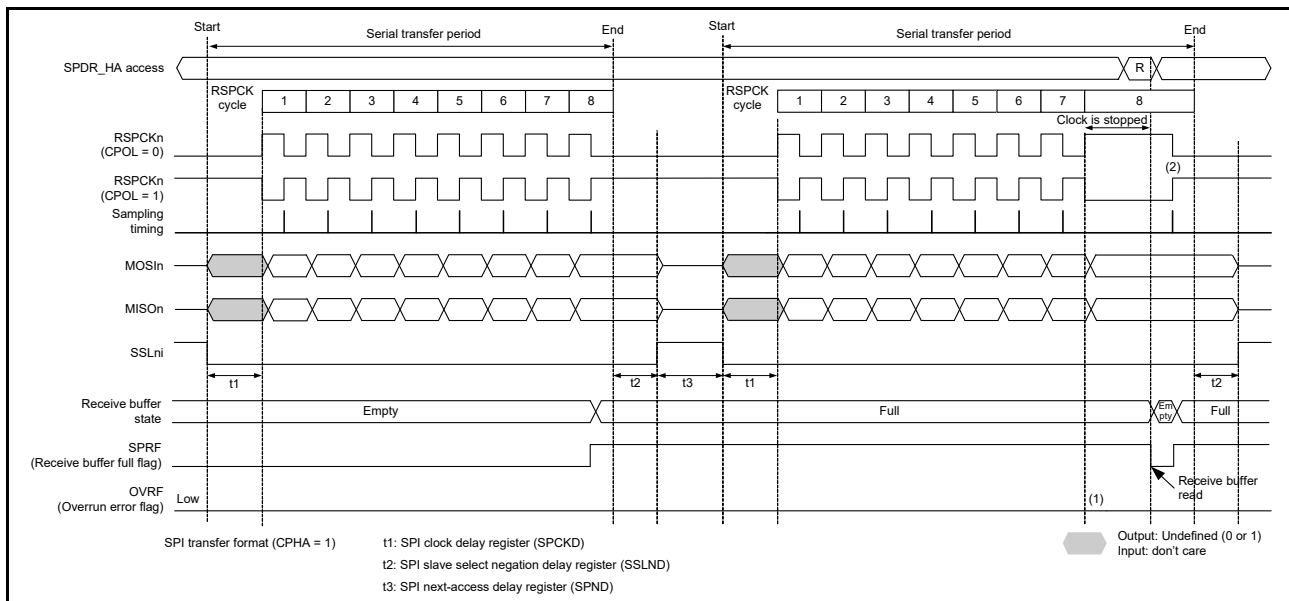 Start
Serial transfer period
End
Start
Serial transfer period
End
SPDR_HA access
R
RSPCK
cycle
1 2 3 4 5 6 7 8
RSPCK
cycle
1 2 3 4 5 6 7 8
Clock is stopped
RSPCKn
(CPOL = 0)
RSPCKn
(CPOL = 1)
(2)
Sampling
timing
MOSIn
MISOn
SSLni
t1
t2
t3
t1
t2
Receive buffer
state
Empty
Full
Em
pty
Full
SPRF
(Receive buffer full flag)
Receive buffer
read
OVRF
(Overrun error flag)
Low
(1)
SPI transfer format (CPHA = 1)
t1: SPI clock delay register (SPCKD)
t2: SPI slave select negation delay register (SSLND)
t3: SPI next-access delay register (SPND)
Output: Undefined (0 or 1)
Input: don't care